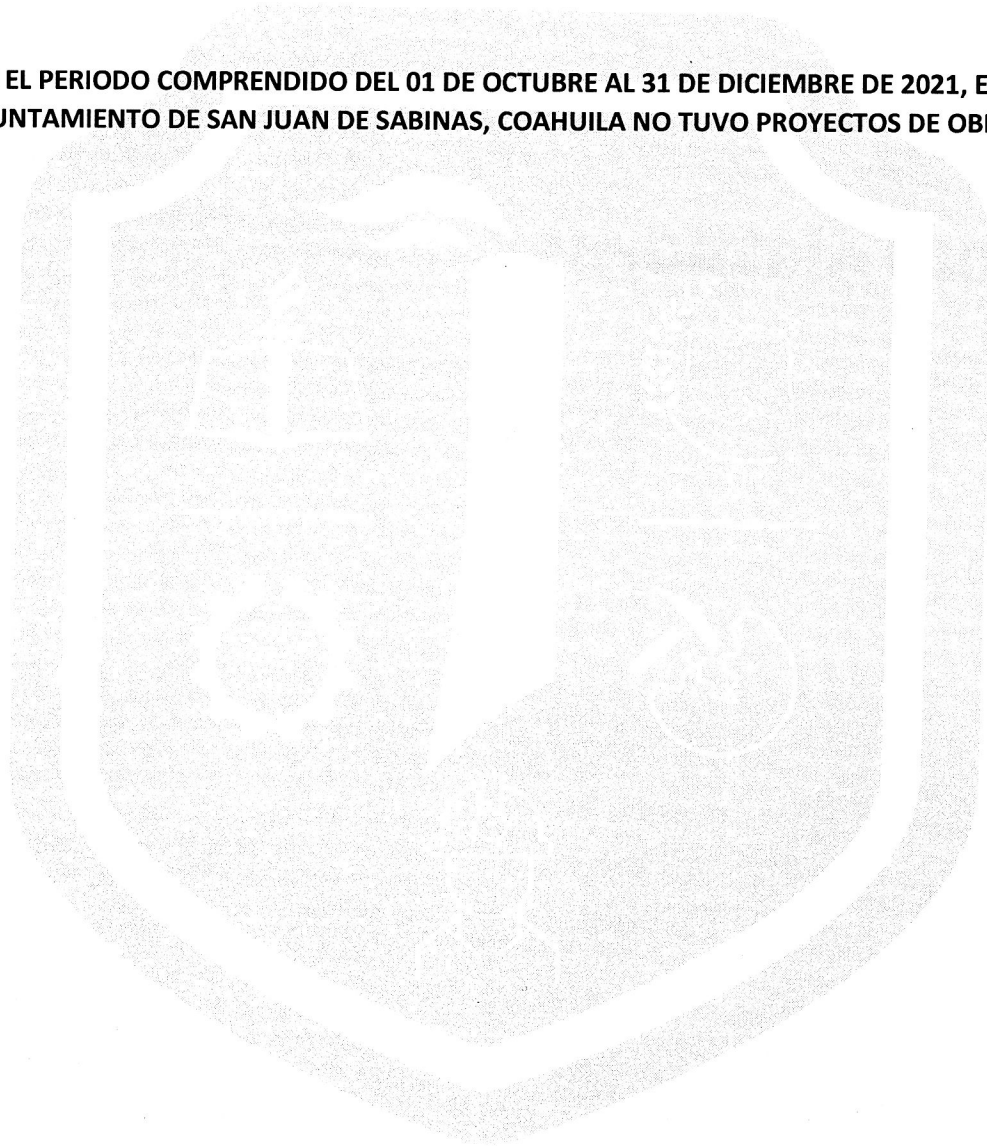 EL PERIODO COMPRENDIDO DEL 01 DE OCTUBRE AL 31 DE DICIEMBRE DE 2021, E
UNTAMIENTO DE SAN JUAN DE SABINAS, COAHUILA NO TUVO PROYECTOS DE